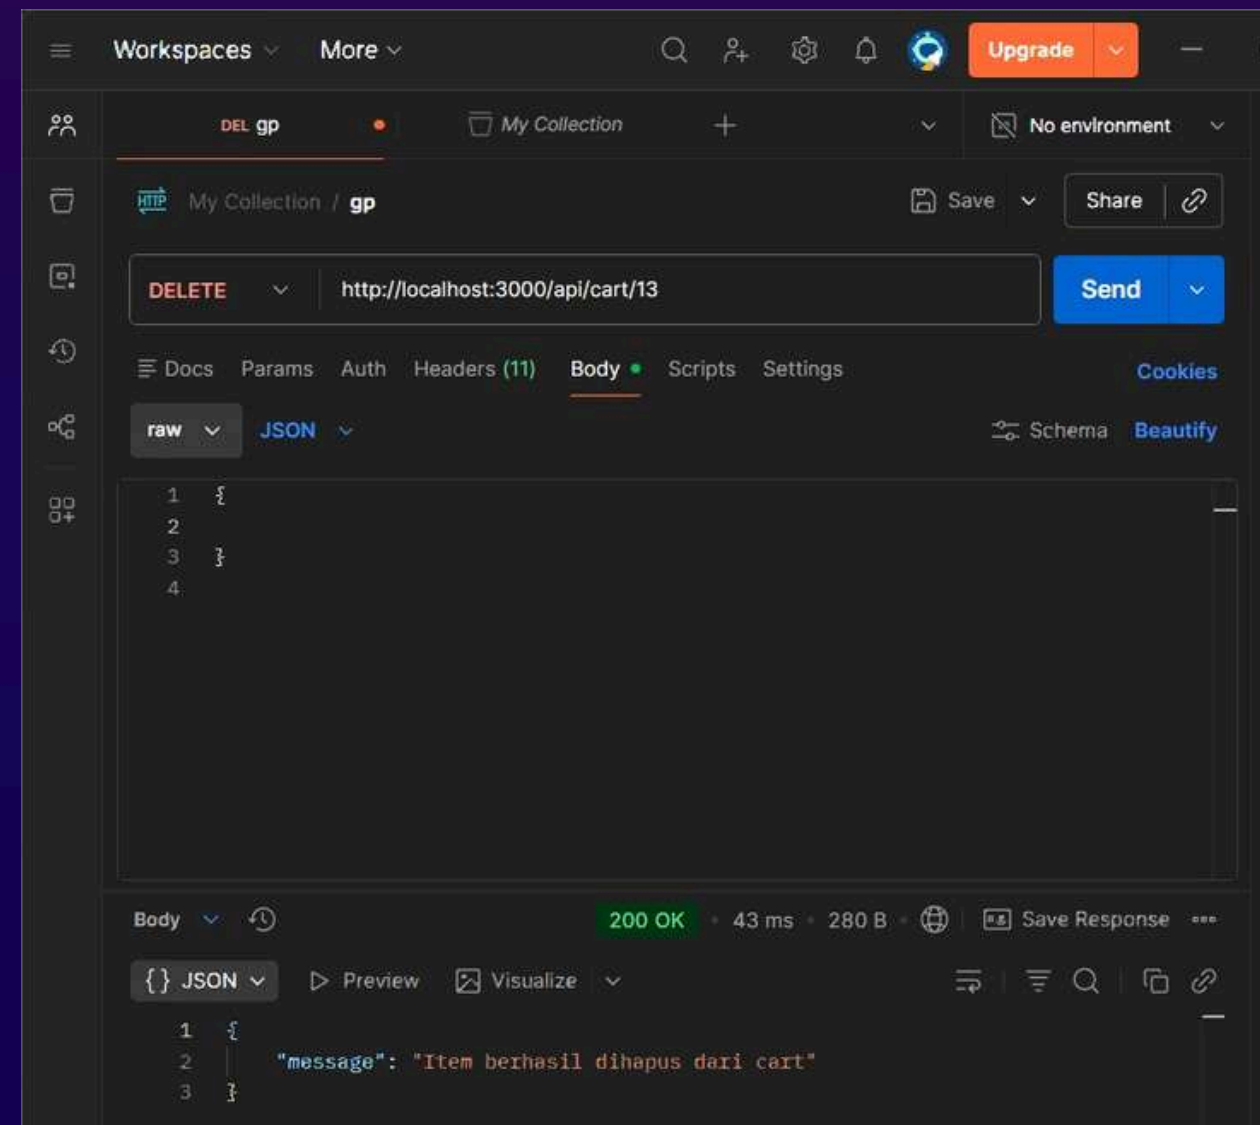 Workspaces More Upgrade
DEL gp My Collection No environment
HTTP My Collection / gp Save Share
DELETE http://localhost:3000/api/cart/13 Send
Docs Params Auth Headers (11) Body Scripts Settings Cookies
raw JSON Schema Beautify
1 {
2
3 }
4
Body 200 OK 43 ms 280 B Save Response
{} JSON Preview Visualize
1 {
2 "message": "Item berhasil dihapus dari cart"
3 }